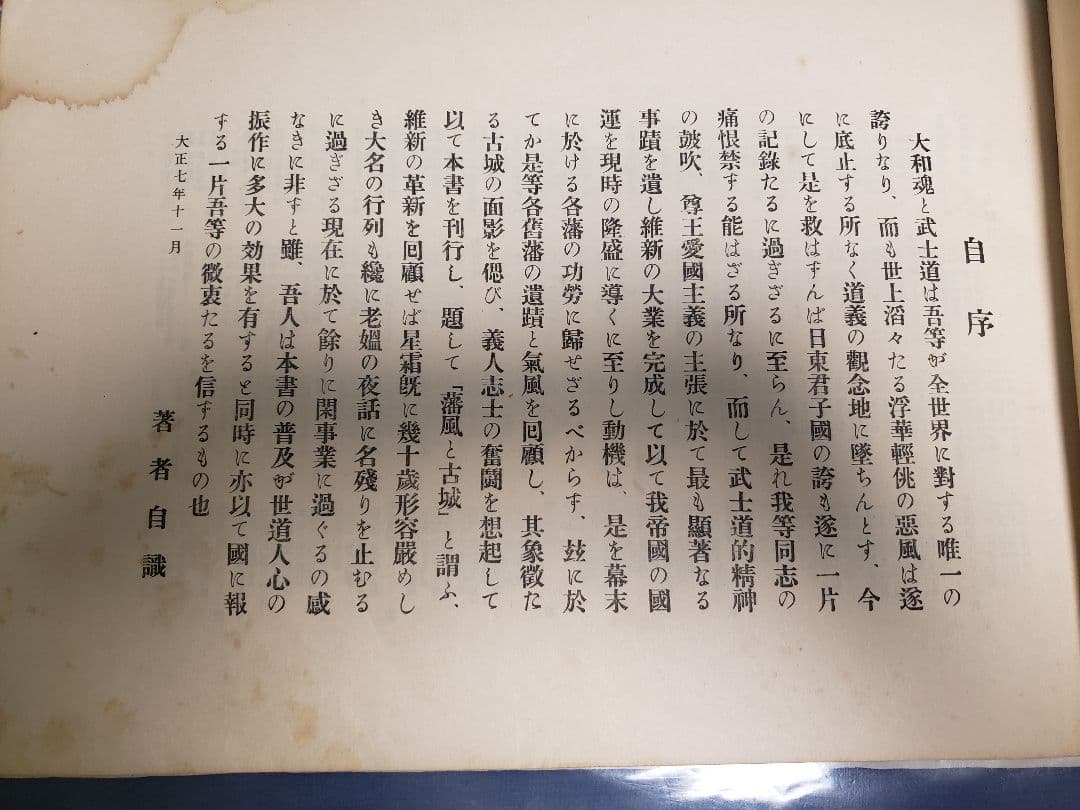 自序
大和魂と武士道は吾等が全世界に對する唯一の
誇りなり、而も世上滔々たる浮華輕佻の惡風は遂
に底止する所なく道義の觀念地に墜ちんとす、今
にして是を救はずんば日東君子國の誇も遂に一片
の記錄たるに過ぎざるに至らん、是れ我等同志の
痛恨禁する能はざる所なり、而して武士道的精神
の皷吹、尊王愛國主義の主張に於て最も顯著なる
事蹟を遺し維新の大業を完成して以て我帝國の國
運を現時の隆盛に導くに至りし動機は、是を幕末
に於ける各藩の功勞に歸せざるべからず、玆に於
てか是等各舊藩の遺蹟と氣風を回顧し、其象徵た
る古城の面影を偲び、義人志士の奮鬪を想起して
以て本書を刊行し、題して「藩風と古城」と謂ふ、
維新の革新を回顧せば星霜旣に幾十歲形容嚴めし
き大名の行列も纔に老媼の夜話に名殘りを止むる
に過ぎざる現在に於て餘りに閑事業に過ぐるの感
なきに非すと雖、吾人は本書の普及が世道人心の
振作に多大の効果を有すると同時に亦以て國に報
する一片吾等の微衷たるを信するもの也
大正七年十一月
著者自識